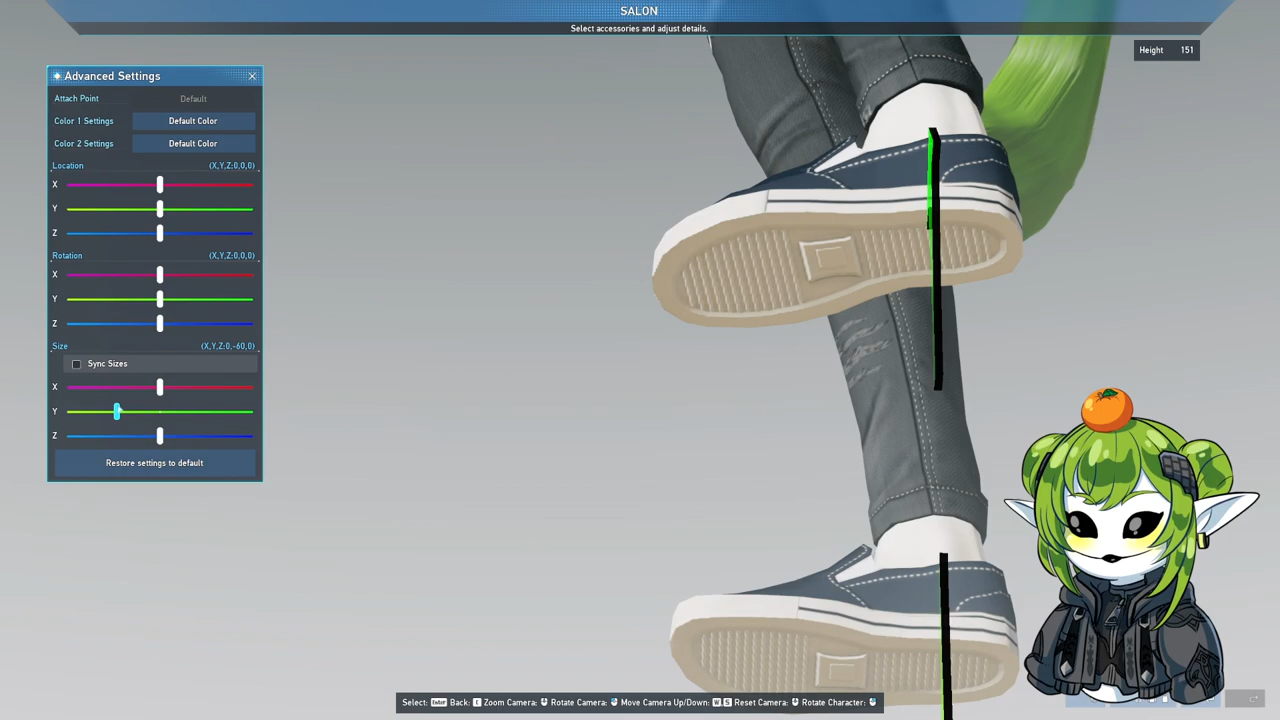 SALON
Select accessories and adjust details.
Height 151
Advanced Settings
Attach Point Default
Color 1 Settings Default Color
Color 2 Settings Default Color
Location (X,Y,Z:0,0,0)
X
Y
Z
Rotation (X,Y,Z:0,0,0)
X
Y
Z
Size (X,Y,Z:0,-60,0)
Sync Sizes
X
Y
Z
Restore settings to default
Select: Enter Back: Zoom Camera: Rotate Camera: Move Camera Up/Down: W,S Reset Camera: Rotate Character: